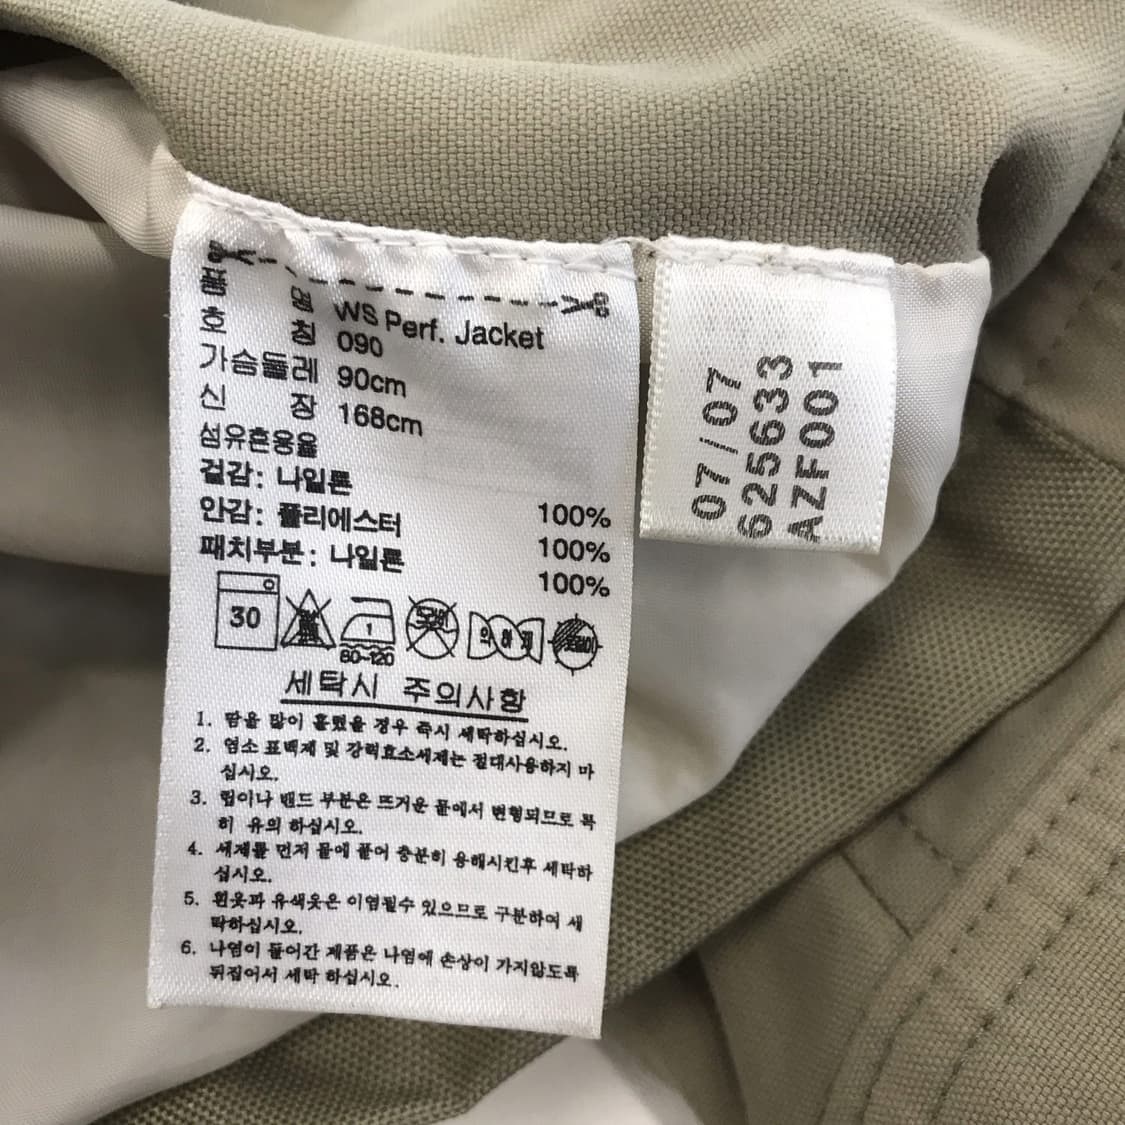 품 명 WS Perf. Jacket
호 칭 090
가슴둘레 90cm
신 장 168cm
섬유혼용율
겉감: 나일론 100%
안감: 폴리에스터 100%
패치부분: 나일론 100%
30
1
60~120
드라이
세탁시 주의사항
1. 땀을 많이 흘렸을 경우 즉시 세탁하십시오.
2. 염소 표백제 및 강력효소세제는 절대사용하지 마
십시오.
3. 립이나 밴드 부분은 뜨거운 물에서 변형되므로 특
히 유의 하십시오.
4. 세제를 먼저 물에 풀어 충분히 용해시킨후 세탁하
십시오.
5. 흰옷과 유색옷은 이염될수 있으므로 구분하여 세
탁하십시오.
6. 나염이 들어간 제품은 나염에 손상이 가지않도록
뒤집어서 세탁 하십시오.
07/07
625633
AZF001